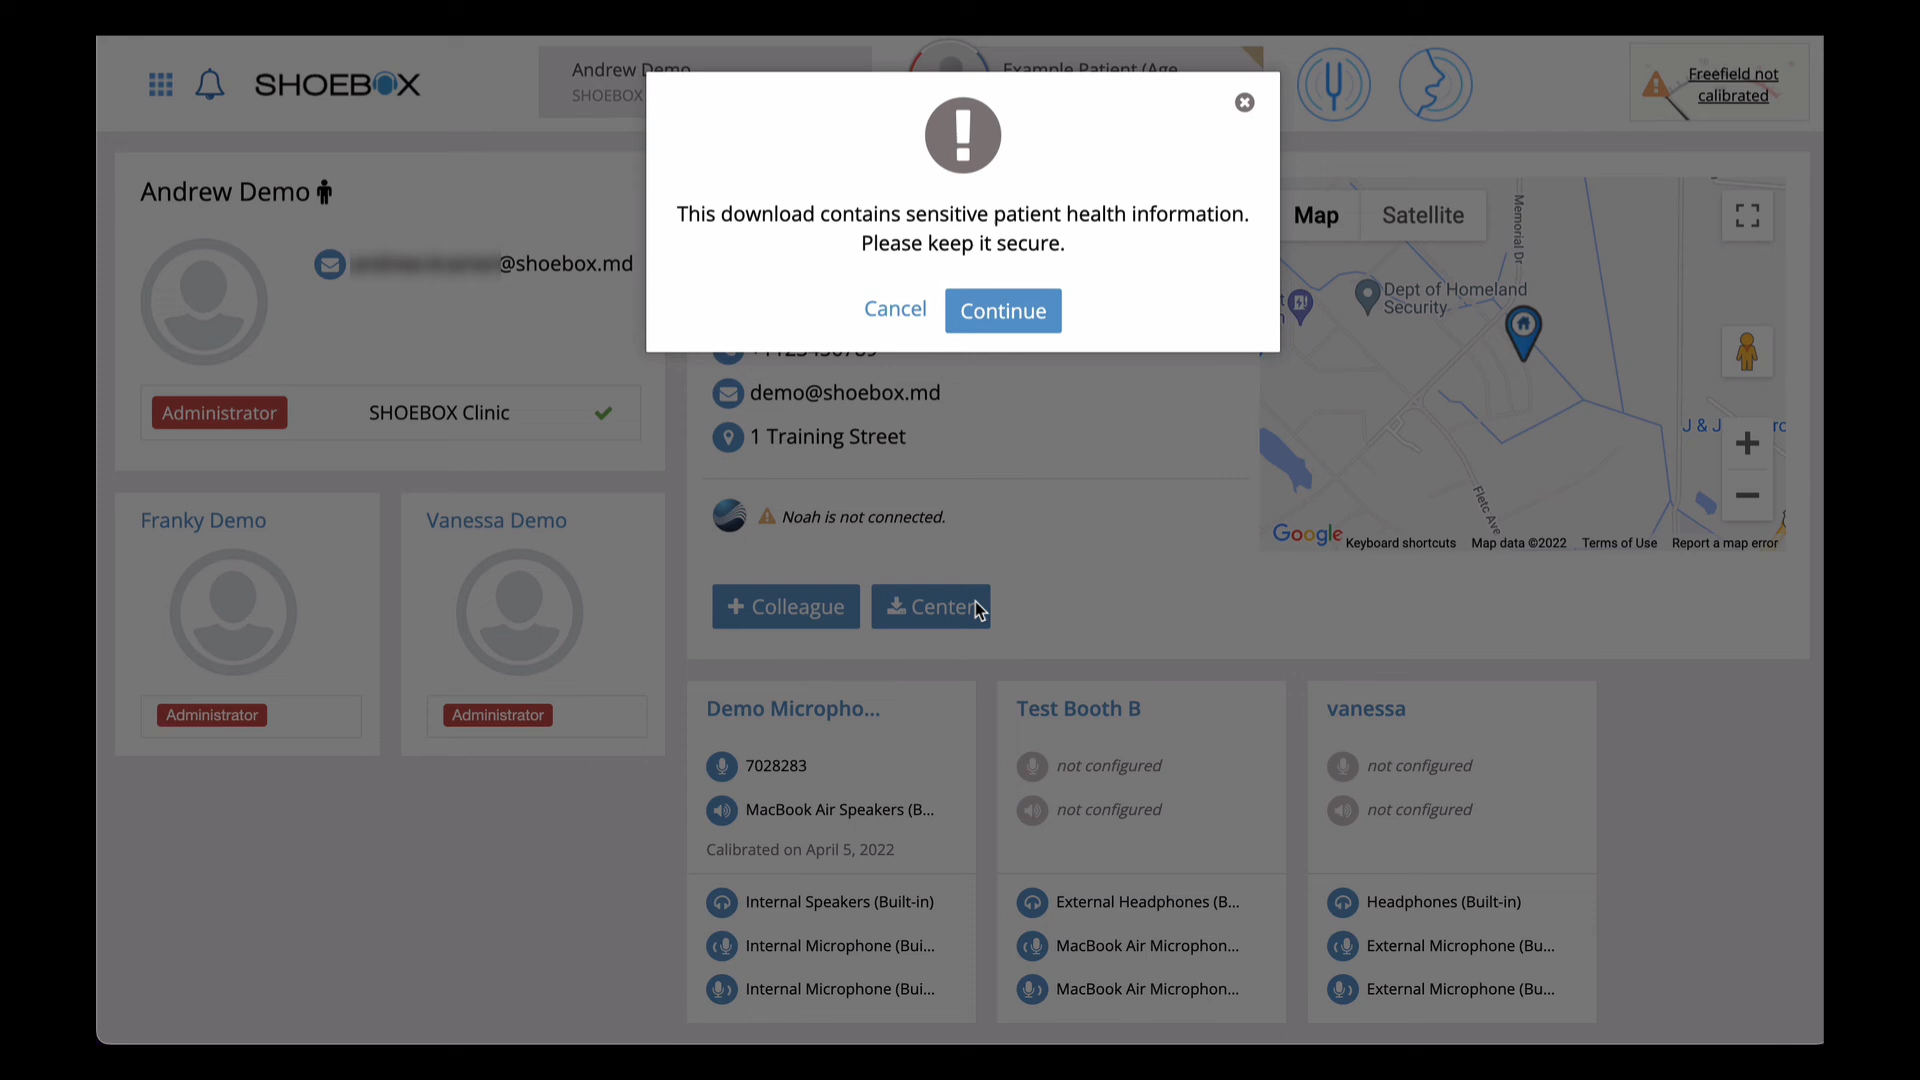 SHOEBOX
Andrew Demo
SHOEBOX
Example Patient (Age
Freefield not
calibrated
This download contains sensitive patient health information.
Please keep it secure.
Cancel
Continue
Andrew Demo
@shoebox.md
Administrator
SHOEBOX Clinic
Franky Demo
Administrator
Vanessa Demo
Administrator
demo@shoebox.md
1 Training Street
Noah is not connected.
Colleague
Center
Map
Satellite
Memorial Dr
Dept of Homeland
Security
J & J
Fletc Ave
Google
Keyboard shortcuts
Map data ©2022
Terms of Use
Report a map error
Demo Micropho...
7028283
MacBook Air Speakers (B...
Calibrated on April 5, 2022
Internal Speakers (Built-in)
Internal Microphone (Bui...
Internal Microphone (Bui...
Test Booth B
not configured
not configured
External Headphones (B...
MacBook Air Microphon...
MacBook Air Microphon...
vanessa
not configured
not configured
Headphones (Built-in)
External Microphone (Bu...
External Microphone (Bu...